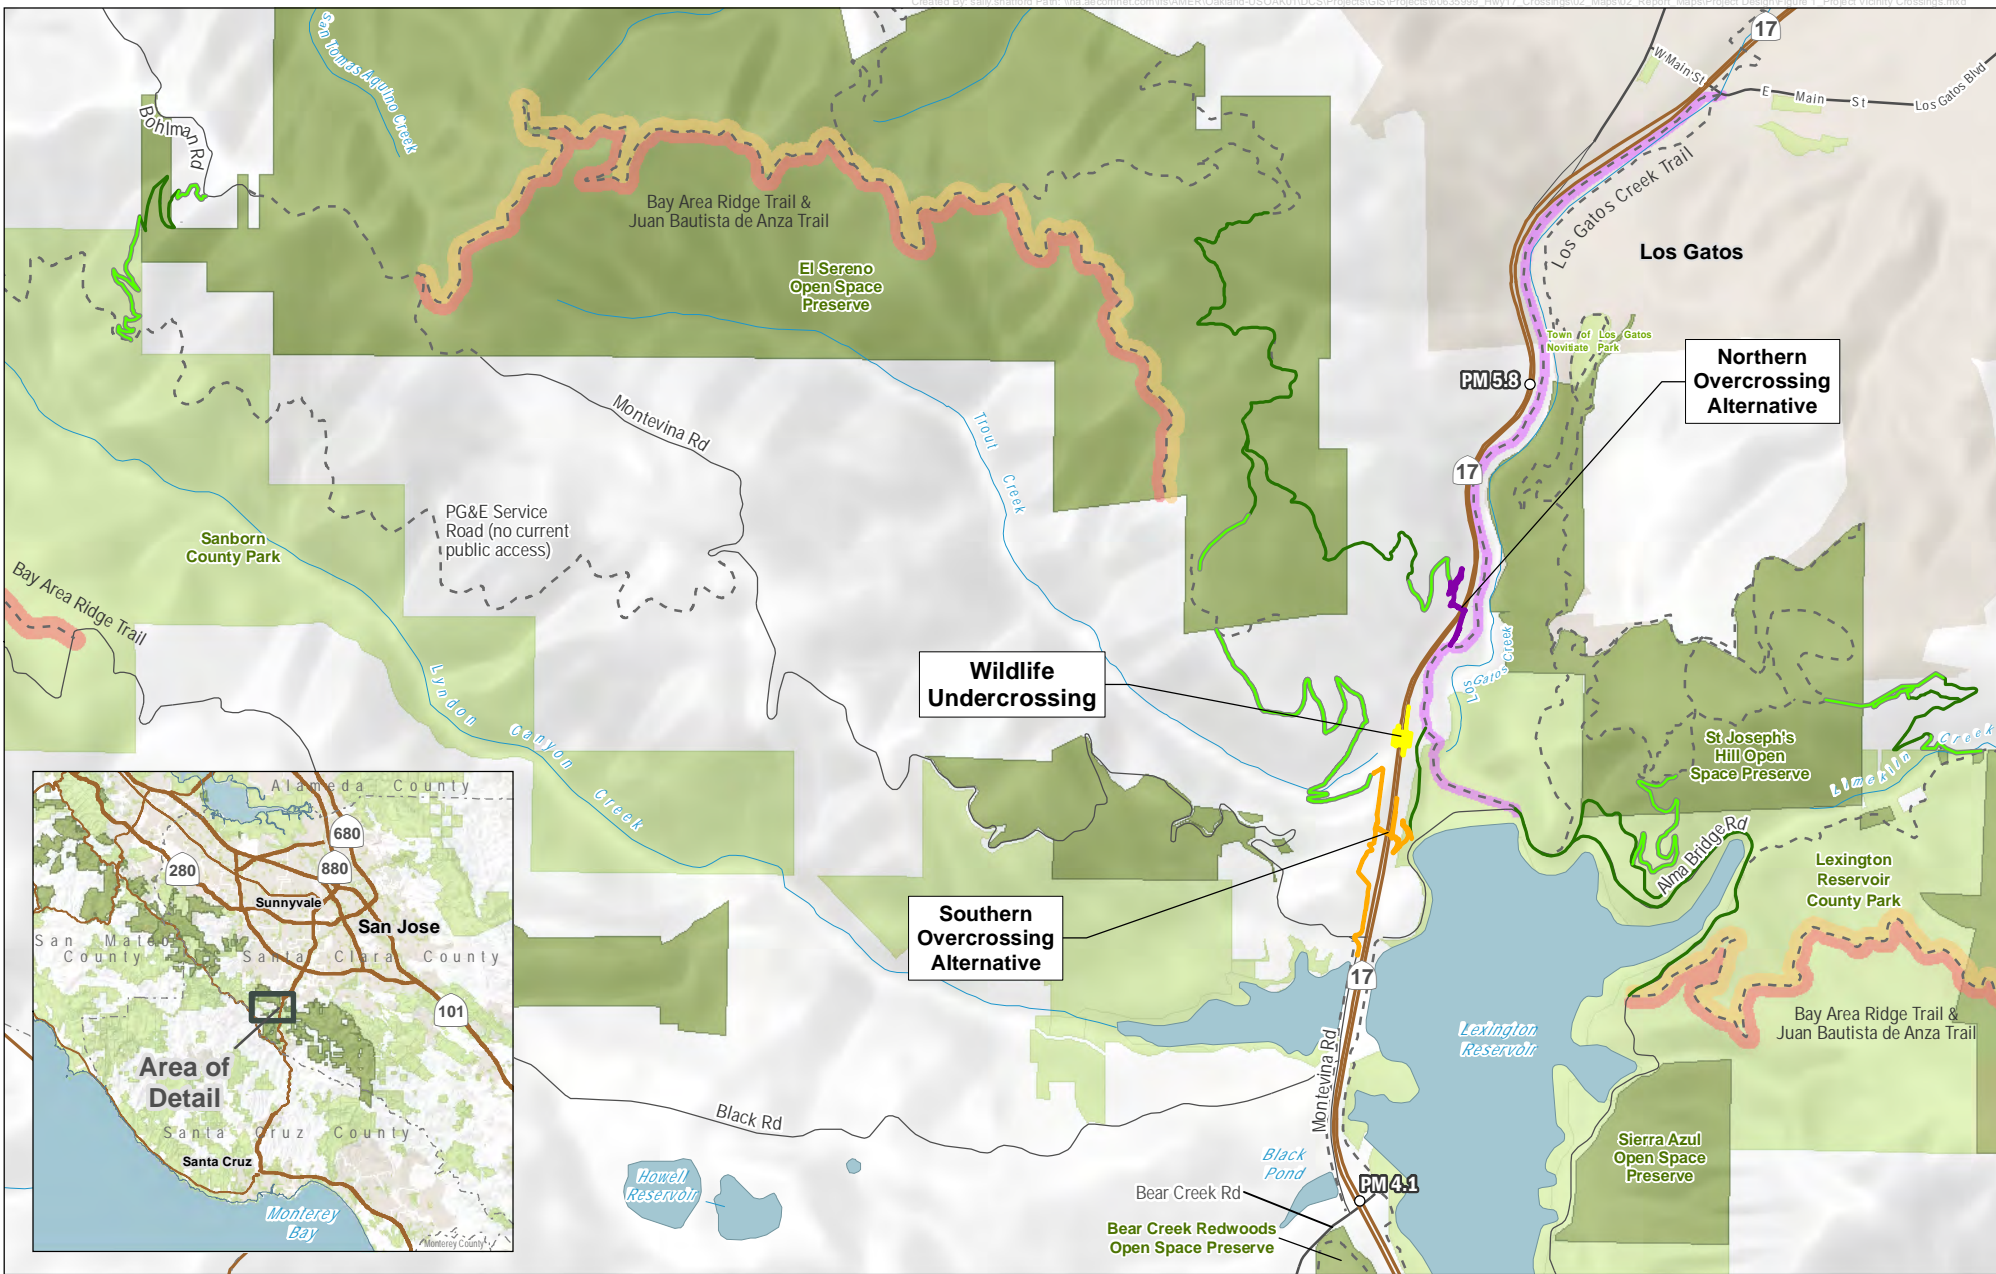 17
W Main St
E Main St
Los Gatos Blvd
San Tomas Aquino Creek
Bohlman Rd
Los Gatos Creek Trail
Bay Area Ridge Trail &
Juan Bautista de Anza Trail
Los Gatos
El Sereno
Open Space
Preserve
Town of Los Gatos
Novitiate Park
Northern
Overcrossing
Alternative
PM 5.8
Montevina Rd
Trout Creek
17
PG&E Service
Road (no current
public access)
Sanborn
County Park
Bay Area Ridge Trail
Los Gatos Creek
Wildlife
Undercrossing
Lyndon Canyon Creek
St Joseph's
Hill Open
Space Preserve
Limekiln Creek
Alma Bridge Rd
Lexington
Reservoir
County Park
Southern
Overcrossing
Alternative
17
Bay Area Ridge Trail &
Juan Bautista de Anza Trail
Lexington
Reservoir
Montevina Rd
Black Rd
Sierra Azul
Open Space
Preserve
Black
Pond
Howell
Reservoir
PM 4.1
Bear Creek Rd
Bear Creek Redwoods
Open Space Preserve
Alameda County
680
280
880
Sunnyvale
San Jose
San Mateo
County
Santa Clara County
101
Area of
Detail
Santa Cruz County
Santa Cruz
Monterey
Bay
Monterey County